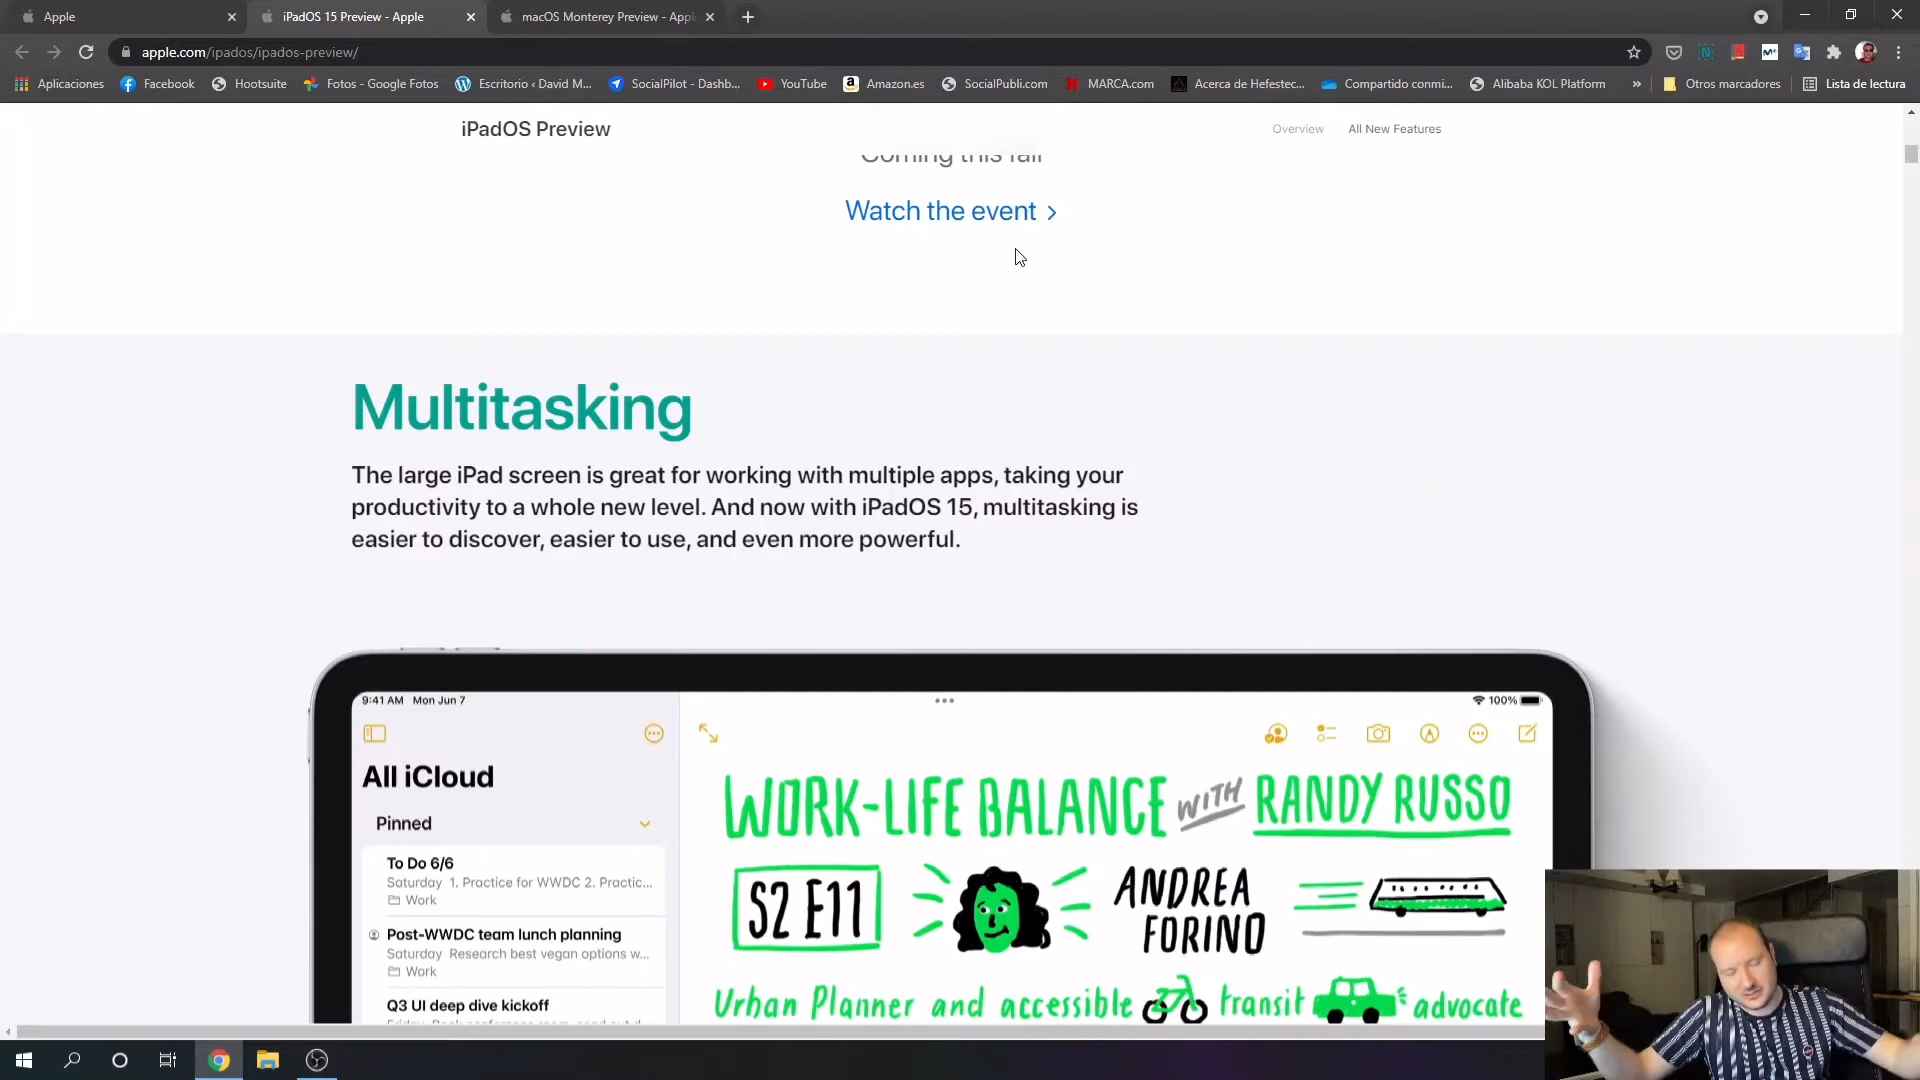 Apple
iPadOS 15 Preview - Apple
macOS Monterey Preview - Appl
apple.com/ipados/ipados-preview/
Aplicaciones
Facebook
Hootsuite
Fotos - Google Fotos
Escritorio ‹ David M...
SocialPilot - Dashb...
YouTube
Amazon.es
SocialPubli.com
MARCA.com
Acerca de Hefestec...
Compartido conmi...
Alibaba KOL Platform
»
Otros marcadores
Lista de lectura
iPadOS Preview
Overview
All New Features
Coming this fall
Watch the event >
Multitasking
The large iPad screen is great for working with multiple apps, taking your
productivity to a whole new level. And now with iPadOS 15, multitasking is
easier to discover, easier to use, and even more powerful.
9:41 AM Mon Jun 7
100%
All iCloud
Pinned
To Do 6/6
Saturday 1. Practice for WWDC 2. Practic...
Work
Post-WWDC team lunch planning
Saturday Research best vegan options w...
Work
Q3 UI deep dive kickoff
WORK-LIFE BALANCE WITH RANDY RUSSO
S2 E11
ANDREA
FORINO
Urban Planner and accessible transit advocate